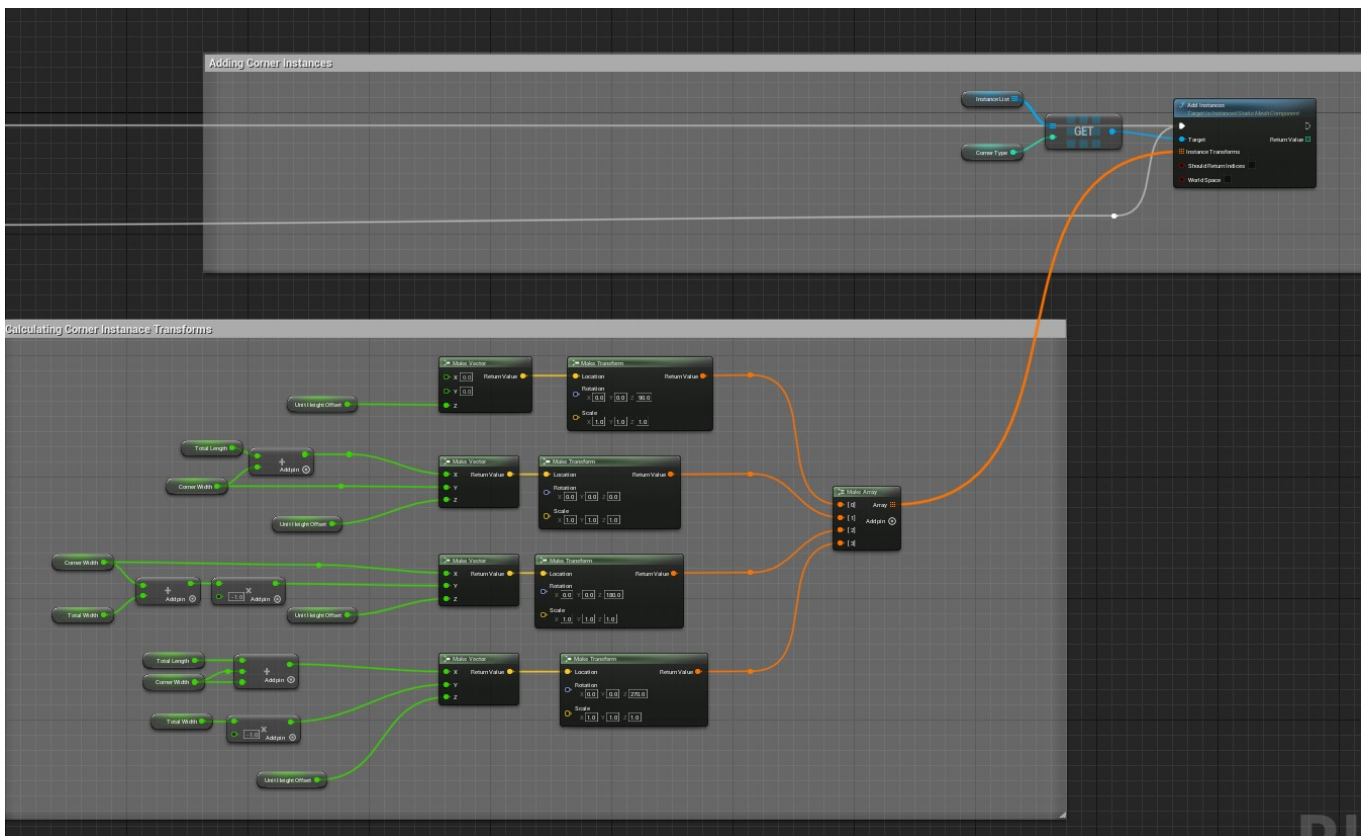 Adding Corner Instances
Instance List
Corner Type
GET
Add Instances
Target is Instanced Static Mesh Component
Target
Return Value
Instance Transforms
Should Return Indices
World Space
Calculating Corner Instanace Transforms
Unit Height Offset
Make Vector
X 0.0
Return Value
Y 0.0
Z
Make Transform
Location
Return Value
Rotation
X 0.0 Y 0.0 Z 90.0
Scale
X 1.0 Y 1.0 Z 1.0
Total Length
+
Add pin
Corner Width
Unit Height Offset
Make Vector
X
Return Value
Y
Z
Make Transform
Location
Return Value
Rotation
X 0.0 Y 0.0 Z 0.0
Scale
X 1.0 Y 1.0 Z 1.0
Make Array
[0]
Array
[1]
Add pin
[2]
[3]
Corner Width
Total Width
+
Add pin
×
-1.0
Add pin
Unit Height Offset
Make Vector
X
Return Value
Y
Z
Make Transform
Location
Return Value
Rotation
X 0.0 Y 0.0 Z 180.0
Scale
X 1.0 Y 1.0 Z 1.0
Total Length
Corner Width
+
Add pin
Total Width
×
-1.0
Add pin
Unit Height Offset
Make Vector
X
Return Value
Y
Z
Make Transform
Location
Return Value
Rotation
X 0.0 Y 0.0 Z 270.0
Scale
X 1.0 Y 1.0 Z 1.0